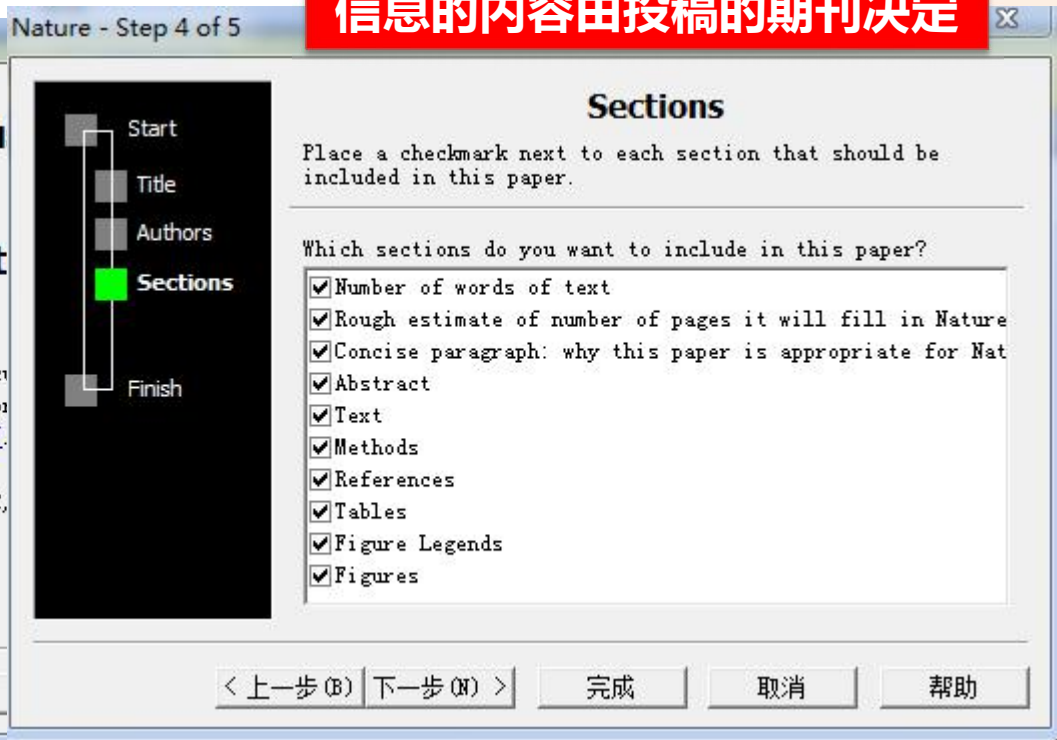 信息的内容由投稿的期刊决定
Nature - Step 4 of 5
Start
Title
Authors
Sections
Finish
Sections
Place a checkmark next to each section that should be
included in this paper.
Which sections do you want to include in this paper?
Number of words of text
Rough estimate of number of pages it will fill in Nature
Concise paragraph: why this paper is appropriate for Nat
Abstract
Text
Methods
References
Tables
Figure Legends
Figures
< 上一步(B)
下一步(N) >
完成
取消
帮助